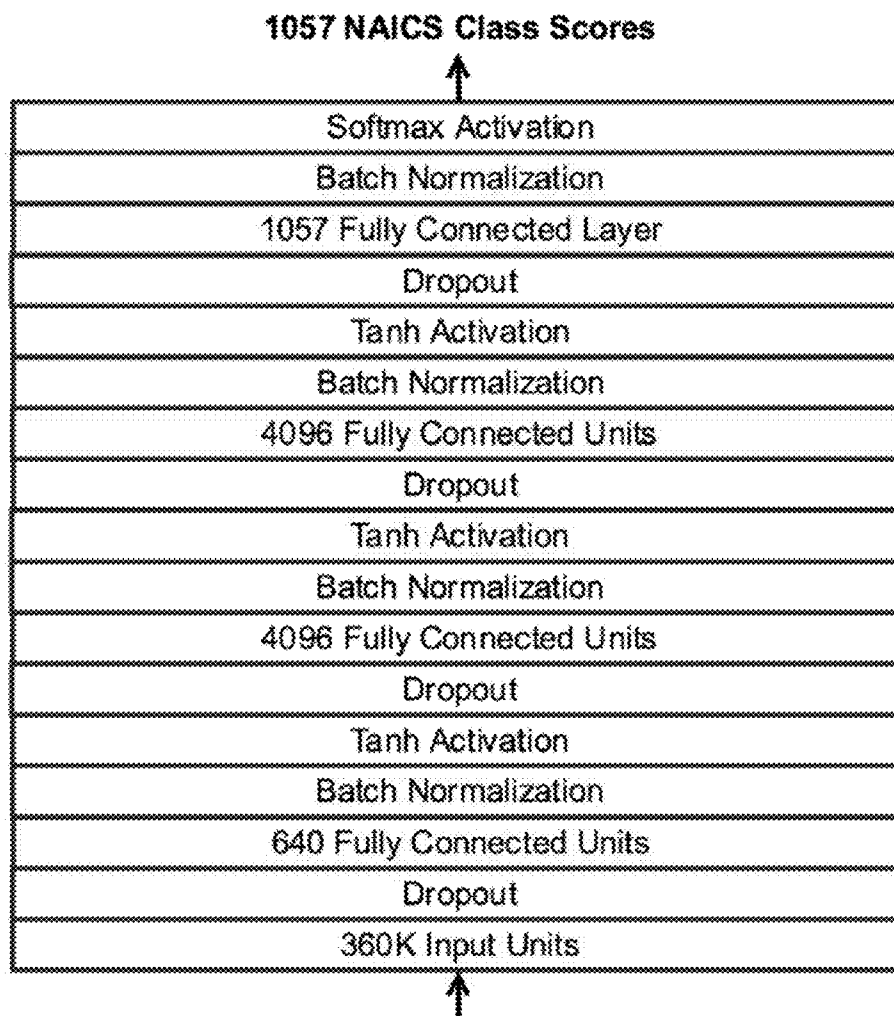 1057 NAICS Class Scores
Softmax Activation
Batch Normalization
1057 Fully Connected Layer
Dropout
Tanh Activation
Batch Normalization
4096 Fully Connected Units
Dropout
Tanh Activation
Batch Normalization
4096 Fully Connected Units
Dropout
Tanh Activation
Batch Normalization
640 Fully Connected Units
Dropout
360K Input Units